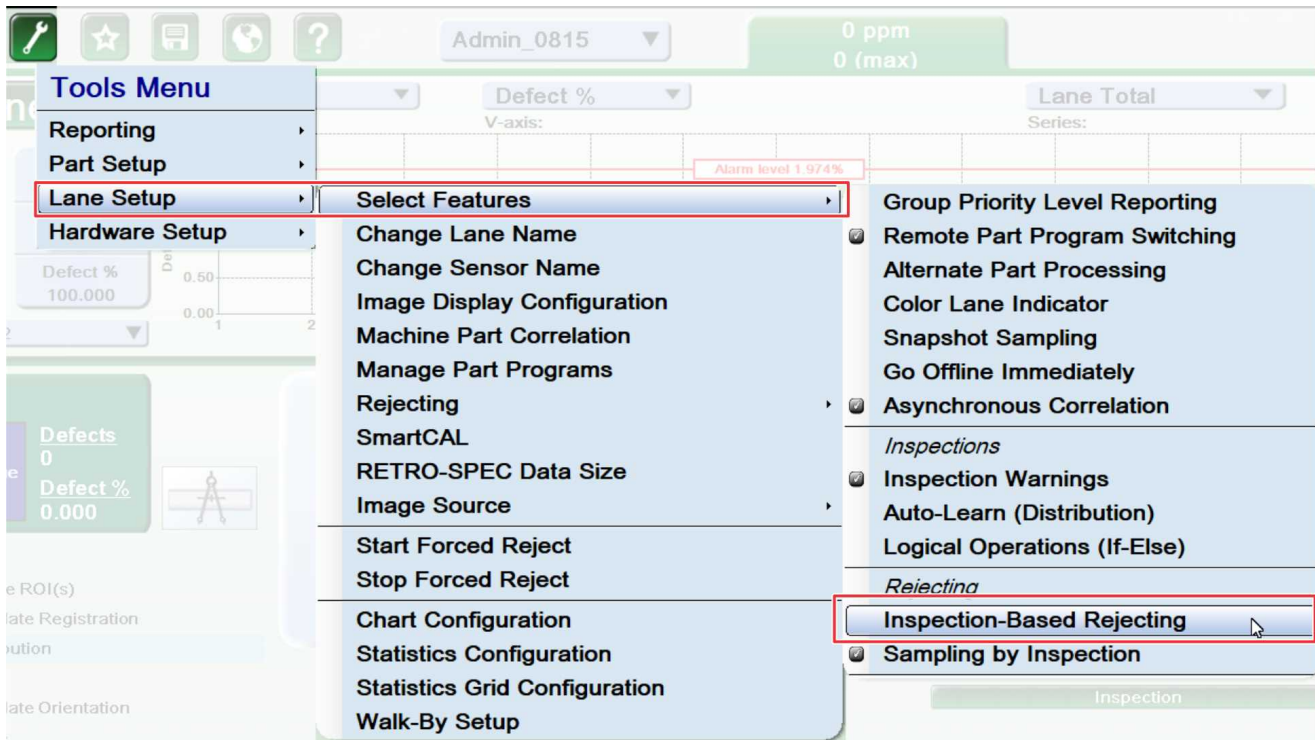 Admin_0815
0 ppm
0 (max)
Tools Menu
Defect %
Lane Total
V-axis:
Series:
Reporting
Part Setup
Alarm level 1.974%
Lane Setup
Hardware Setup
Select Features
Change Lane Name
Change Sensor Name
Image Display Configuration
Machine Part Correlation
Manage Part Programs
Rejecting
SmartCAL
RETRO-SPEC Data Size
Image Source
Start Forced Reject
Stop Forced Reject
Chart Configuration
Statistics Configuration
Statistics Grid Configuration
Walk-By Setup
Group Priority Level Reporting
Remote Part Program Switching
Alternate Part Processing
Color Lane Indicator
Snapshot Sampling
Go Offline Immediately
Asynchronous Correlation
Inspections
Inspection Warnings
Auto-Learn (Distribution)
Logical Operations (If-Else)
Rejecting
Inspection-Based Rejecting
Sampling by Inspection
Inspection
Defect %
100.000
0.50
0.00
1
2
Defects
0
Defect %
0.000
e ROI(s)
late Registration
bution
late Orientation